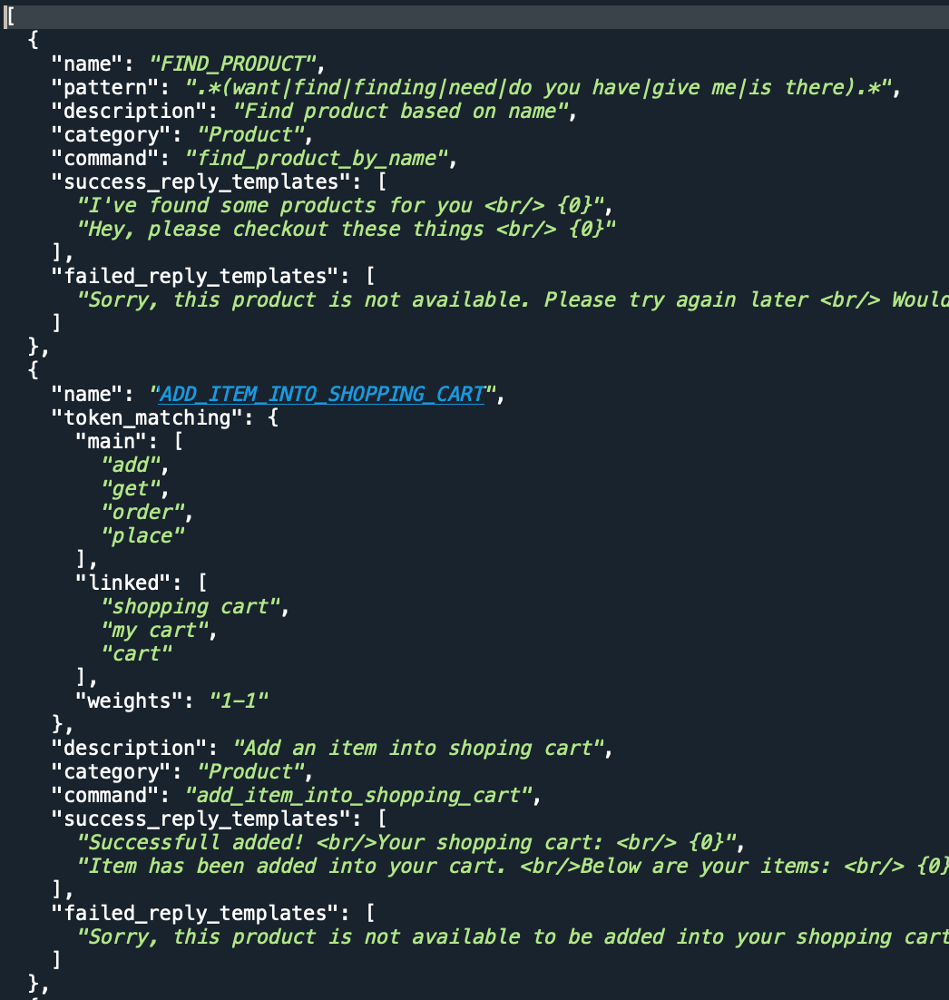 [
  {
    "name": "FIND_PRODUCT",
    "pattern": ".*(want|find|finding|need|do you have|give me|is there).*",
    "description": "Find product based on name",
    "category": "Product",
    "command": "find_product_by_name",
    "success_reply_templates": [
      "I've found some products for you <br/> {0}",
      "Hey, please checkout these things <br/> {0}"
    ],
    "failed_reply_templates": [
      "Sorry, this product is not available. Please try again later <br/> Would
    ]
  },
  {
    "name": "ADD_ITEM_INTO_SHOPPING_CART",
    "token_matching": {
      "main": [
        "add",
        "get",
        "order",
        "place"
      ],
      "linked": [
        "shopping cart",
        "my cart",
        "cart"
      ],
      "weights": "1-1"
    },
    "description": "Add an item into shoping cart",
    "category": "Product",
    "command": "add_item_into_shopping_cart",
    "success_reply_templates": [
      "Successfull added! <br/>Your shopping cart: <br/> {0}",
      "Item has been added into your cart. <br/>Below are your items: <br/> {0}
    ],
    "failed_reply_templates": [
      "Sorry, this product is not available to be added into your shopping cart
    ]
  },